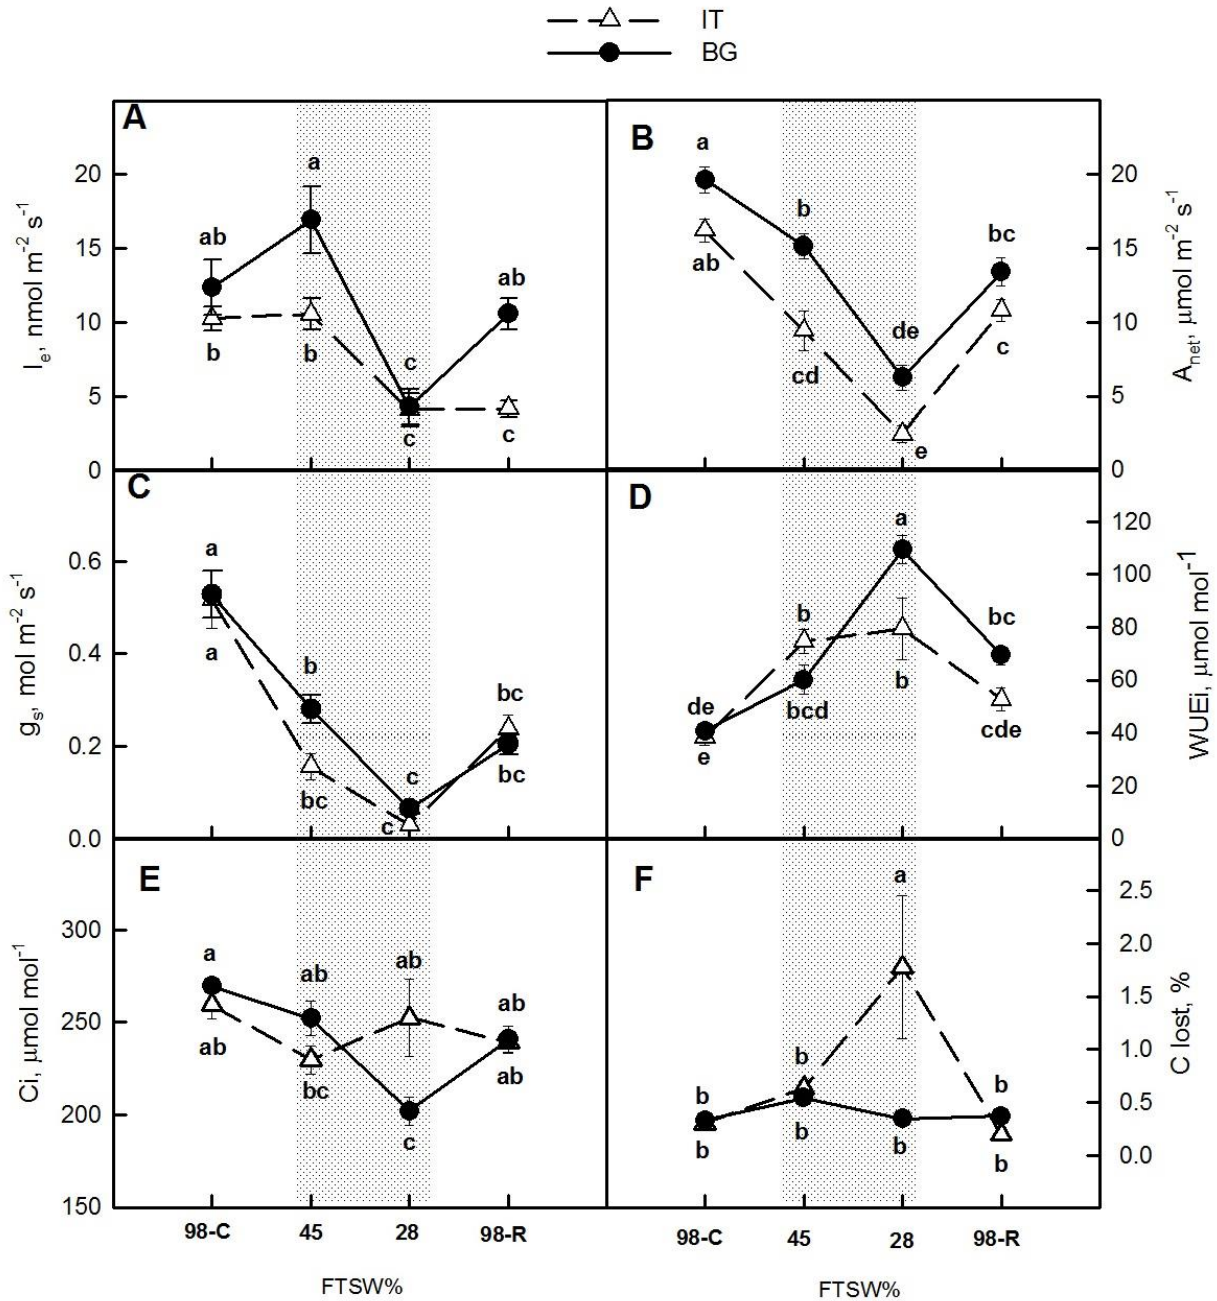 IT
BG
A
a
ab
ab
b
b
c
c
c
Ie, nmol m-2 s-1
20
15
10
5
0
B
a
b
bc
ab
de
cd
c
e
Anet, μmol m-2 s-1
20
15
10
5
0
C
a
a
b
bc
c
c
bc
bc
gs, mol m-2 s-1
0.6
0.4
0.2
0.0
D
a
b
bc
de
b
bcd
cde
e
WUEi, μmol mol-1
120
100
80
60
40
20
0
E
a
ab
ab
ab
ab
bc
ab
c
Ci, μmol mol-1
300
250
200
150
98-C 45 28 98-R
FTSW%
F
a
b
b
b
b
b
b
b
C lost, %
2.5
2.0
1.5
1.0
0.5
0.0
98-C 45 28 98-R
FTSW%